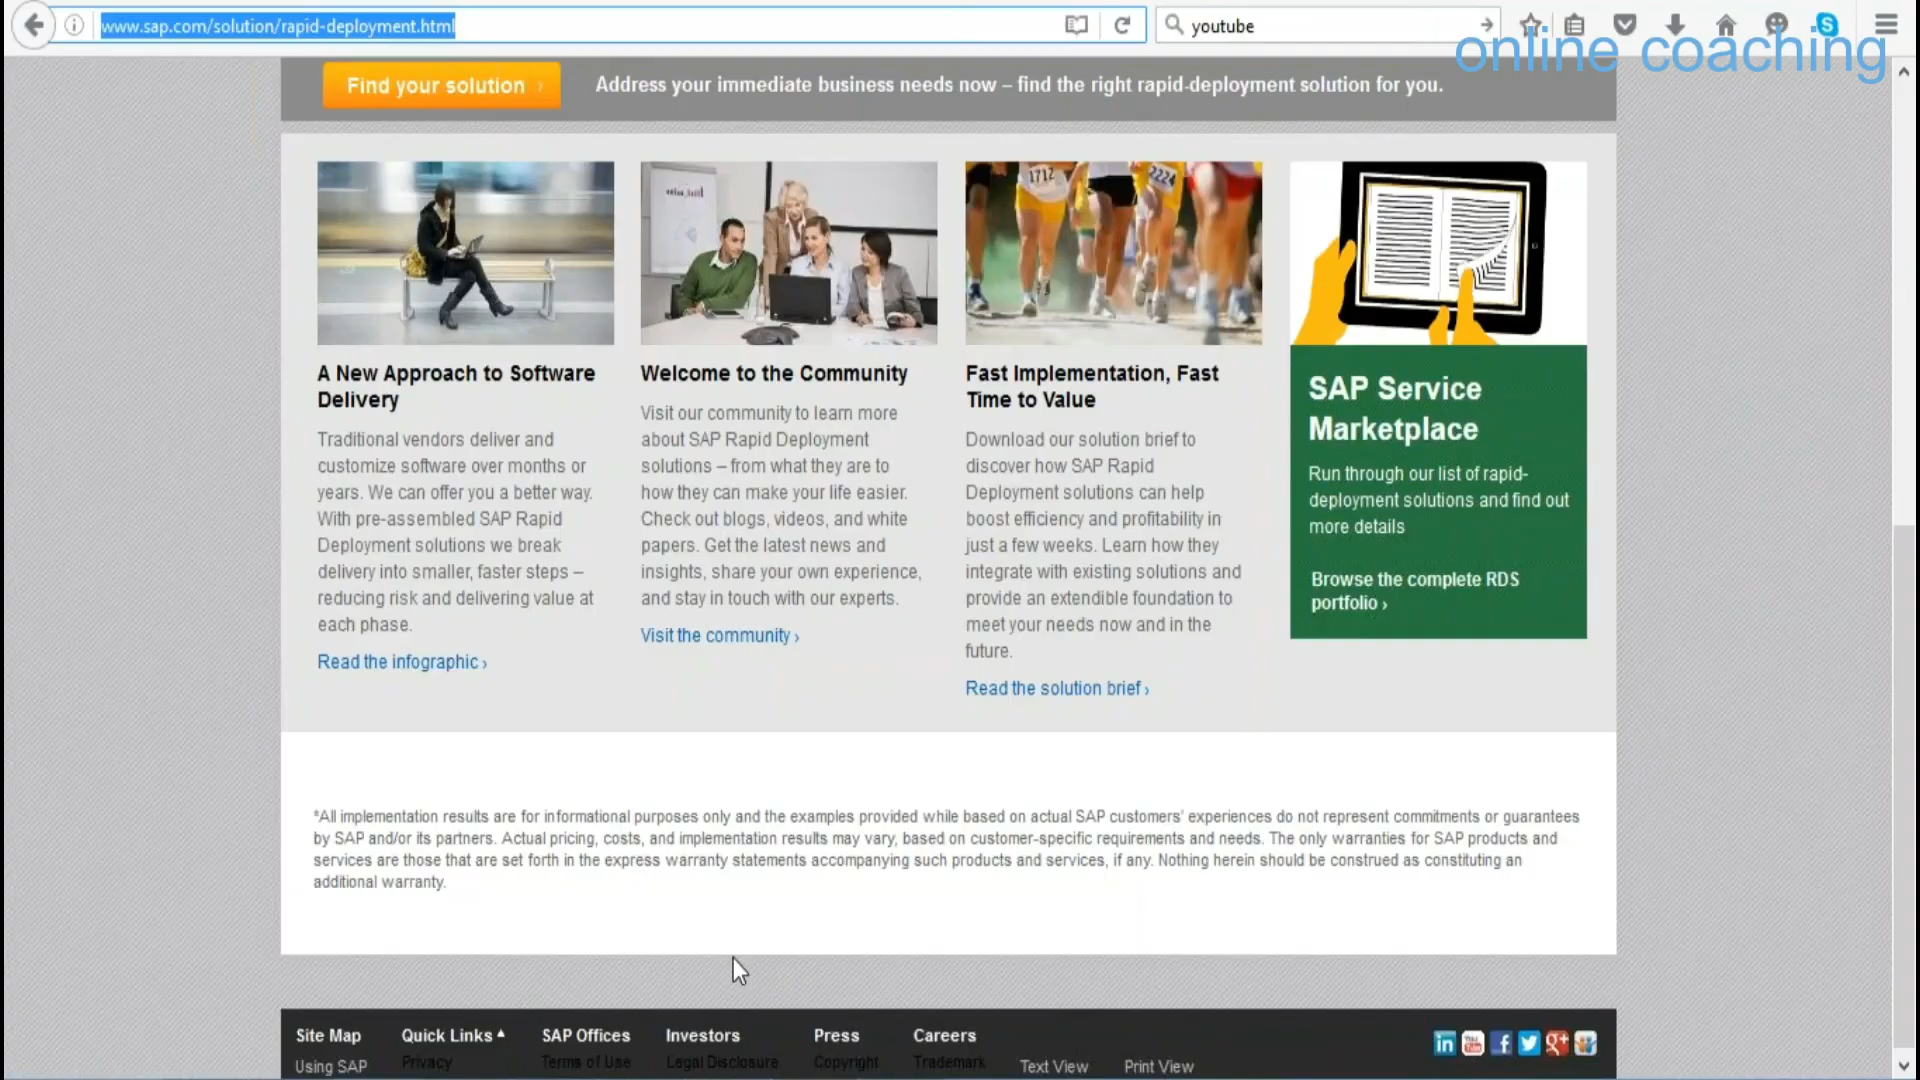 www.sap.com/solution/rapid-deployment.html
youtube
online coaching
Find your solution ›
Address your immediate business needs now – find the right rapid-deployment solution for you.
1712
2224
A New Approach to Software
Delivery
Traditional vendors deliver and
customize software over months or
years. We can offer you a better way.
With pre-assembled SAP Rapid
Deployment solutions we break
delivery into smaller, faster steps –
reducing risk and delivering value at
each phase.
Read the infographic ›
Welcome to the Community
Visit our community to learn more
about SAP Rapid Deployment
solutions – from what they are to
how they can make your life easier.
Check out blogs, videos, and white
papers. Get the latest news and
insights, share your own experience,
and stay in touch with our experts.
Visit the community ›
Fast Implementation, Fast
Time to Value
Download our solution brief to
discover how SAP Rapid
Deployment solutions can help
boost efficiency and profitability in
just a few weeks. Learn how they
integrate with existing solutions and
provide an extendible foundation to
meet your needs now and in the
future.
Read the solution brief ›
SAP Service
Marketplace
Run through our list of rapid-
deployment solutions and find out
more details
Browse the complete RDS
portfolio ›
*All implementation results are for informational purposes only and the examples provided while based on actual SAP customers' experiences do not represent commitments or guarantees
by SAP and/or its partners. Actual pricing, costs, and implementation results may vary, based on customer-specific requirements and needs. The only warranties for SAP products and
services are those that are set forth in the express warranty statements accompanying such products and services, if any. Nothing herein should be construed as constituting an
additional warranty.
Site Map Quick Links SAP Offices Investors Press Careers
Using SAP Privacy Terms of Use Legal Disclosure Copyright Trademark Text View Print View